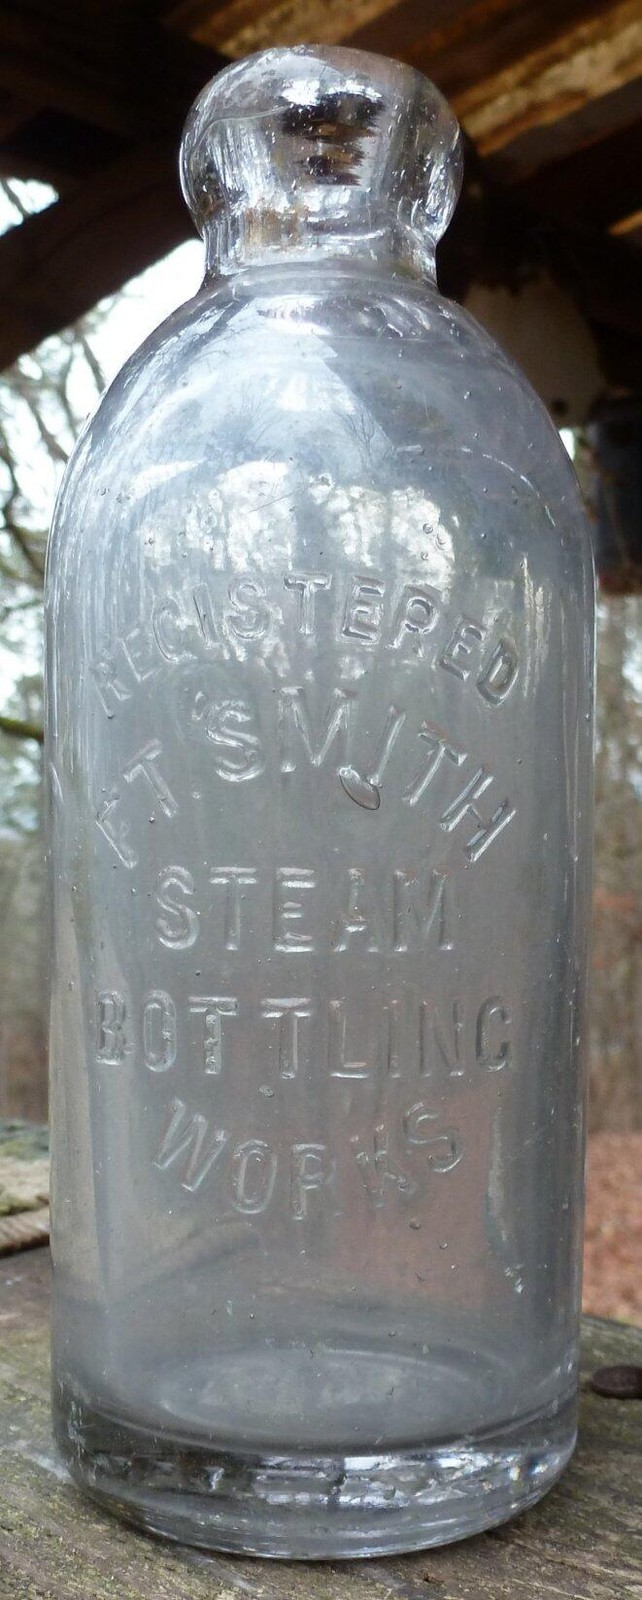 REGISTERED
FT. SMITH
STEAM
BOTTLING
WORKS